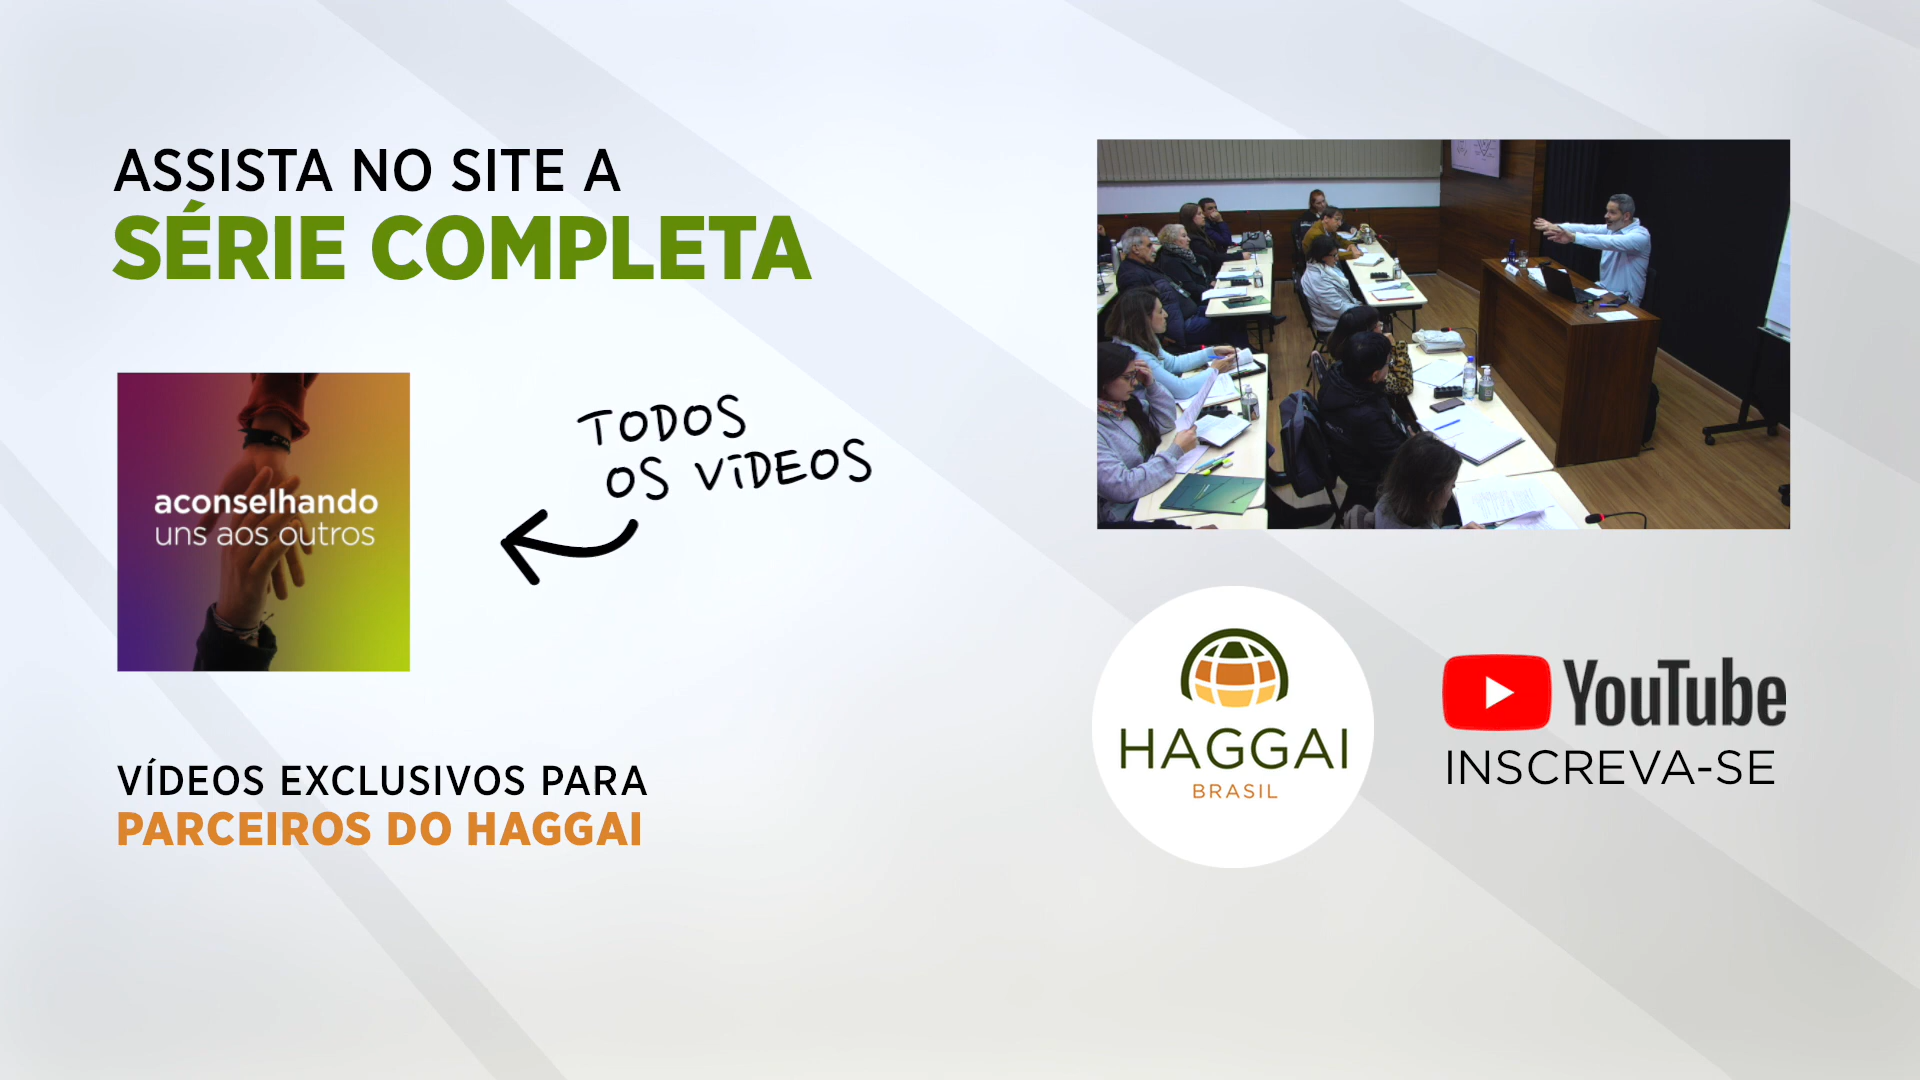 ASSISTA NO SITE A
SÉRIE COMPLETA
aconselhando
uns aos outros
TODOS
OS VÍDEOS
VÍDEOS EXCLUSIVOS PARA
PARCEIROS DO HAGGAI
HAGGAI
BRASIL
YouTube
INSCREVA-SE